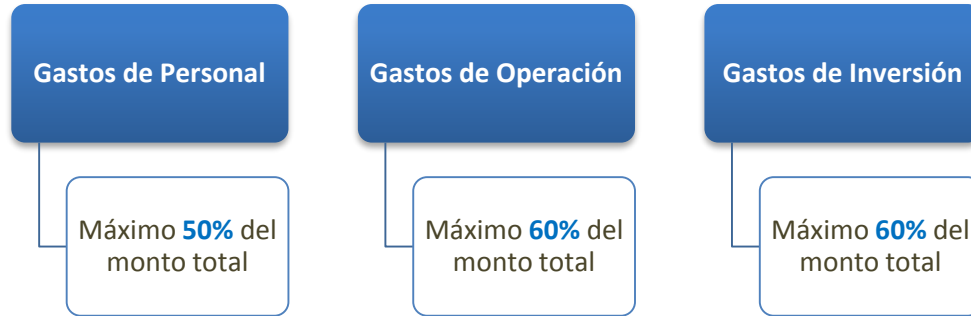 Gastos de Personal
Máximo 50% del
monto total
Gastos de Operación
Máximo 60% del
monto total
Gastos de Inversión
Máximo 60% del
monto total